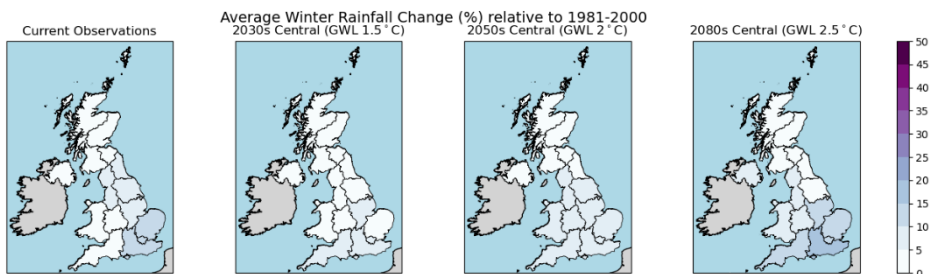 Average Winter Rainfall Change (%) relative to 1981-2000
Current Observations
2030s Central (GWL 1.5°C)
2050s Central (GWL 2°C)
2080s Central (GWL 2.5°C)
50
45
40
35
30
25
20
15
10
5
0